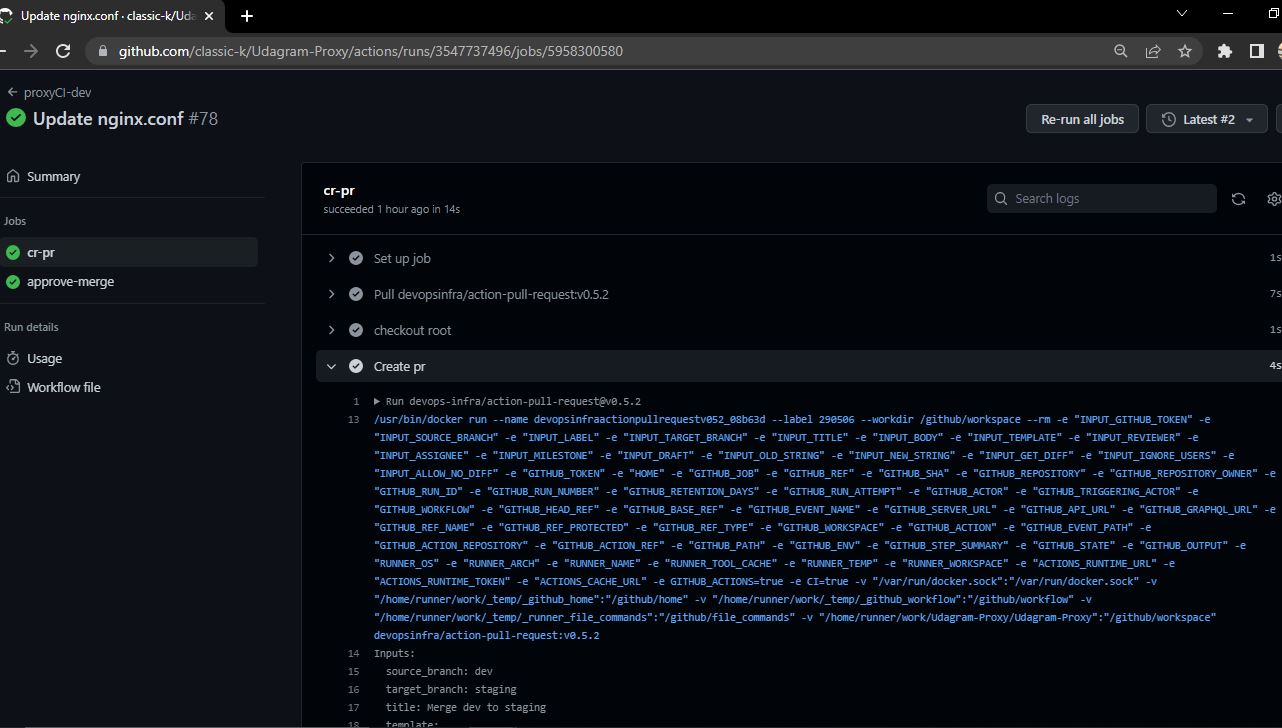 Update nginx.conf · classic-k/Uda
github.com/classic-k/Udagram-Proxy/actions/runs/3547737496/jobs/5958300580
proxyCI-dev
Update nginx.conf #78
Re-run all jobs
Latest #2
Summary
Jobs
cr-pr
approve-merge
Run details
Usage
Workflow file
cr-pr
succeeded 1 hour ago in 14s
Search logs
Set up job
1s
Pull devopsinfra/action-pull-request:v0.5.2
7s
checkout root
1s
Create pr
4s
1 Run devops-infra/action-pull-request@v0.5.2
13 /usr/bin/docker run --name devopsinfraactionpullrequestv052_08b63d --label 290506 --workdir /github/workspace --rm -e "INPUT_GITHUB_TOKEN" -e
"INPUT_SOURCE_BRANCH" -e "INPUT_LABEL" -e "INPUT_TARGET_BRANCH" -e "INPUT_TITLE" -e "INPUT_BODY" -e "INPUT_TEMPLATE" -e "INPUT_REVIEWER" -e
"INPUT_ASSIGNEE" -e "INPUT_MILESTONE" -e "INPUT_DRAFT" -e "INPUT_OLD_STRING" -e "INPUT_NEW_STRING" -e "INPUT_GET_DIFF" -e "INPUT_IGNORE_USERS" -e
"INPUT_ALLOW_NO_DIFF" -e "GITHUB_TOKEN" -e "HOME" -e "GITHUB_JOB" -e "GITHUB_REF" -e "GITHUB_SHA" -e "GITHUB_REPOSITORY" -e "GITHUB_REPOSITORY_OWNER" -e
"GITHUB_RUN_ID" -e "GITHUB_RUN_NUMBER" -e "GITHUB_RETENTION_DAYS" -e "GITHUB_RUN_ATTEMPT" -e "GITHUB_ACTOR" -e "GITHUB_TRIGGERING_ACTOR" -e
"GITHUB_WORKFLOW" -e "GITHUB_HEAD_REF" -e "GITHUB_BASE_REF" -e "GITHUB_EVENT_NAME" -e "GITHUB_SERVER_URL" -e "GITHUB_API_URL" -e "GITHUB_GRAPHQL_URL" -e
"GITHUB_REF_NAME" -e "GITHUB_REF_PROTECTED" -e "GITHUB_REF_TYPE" -e "GITHUB_WORKSPACE" -e "GITHUB_ACTION" -e "GITHUB_EVENT_PATH" -e
"GITHUB_ACTION_REPOSITORY" -e "GITHUB_ACTION_REF" -e "GITHUB_PATH" -e "GITHUB_ENV" -e "GITHUB_STEP_SUMMARY" -e "GITHUB_STATE" -e "GITHUB_OUTPUT" -e
"RUNNER_OS" -e "RUNNER_ARCH" -e "RUNNER_NAME" -e "RUNNER_TOOL_CACHE" -e "RUNNER_TEMP" -e "RUNNER_WORKSPACE" -e "ACTIONS_RUNTIME_URL" -e
"ACTIONS_RUNTIME_TOKEN" -e "ACTIONS_CACHE_URL" -e GITHUB_ACTIONS=true -e CI=true -v "/var/run/docker.sock":"/var/run/docker.sock" -v
"/home/runner/work/_temp/_github_home":"/github/home" -v "/home/runner/work/_temp/_github_workflow":"/github/workflow" -v
"/home/runner/work/_temp/_runner_file_commands":"/github/file_commands" -v "/home/runner/work/Udagram-Proxy/Udagram-Proxy":"/github/workspace"
devopsinfra/action-pull-request:v0.5.2
14 Inputs:
15 source_branch: dev
16 target_branch: staging
17 title: Merge dev to staging
18 template: